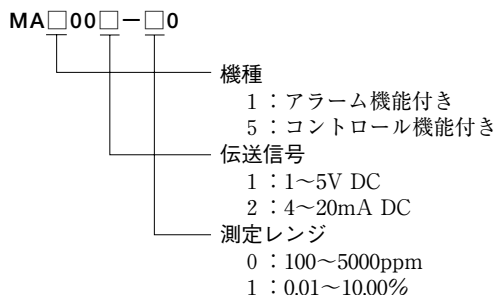 MA□00□－□0
機種
1：アラーム機能付き
5：コントロール機能付き
伝送信号
1：1～5V DC
2：4～20mA DC
測定レンジ
0：100～5000ppm
1：0.01～10.00%